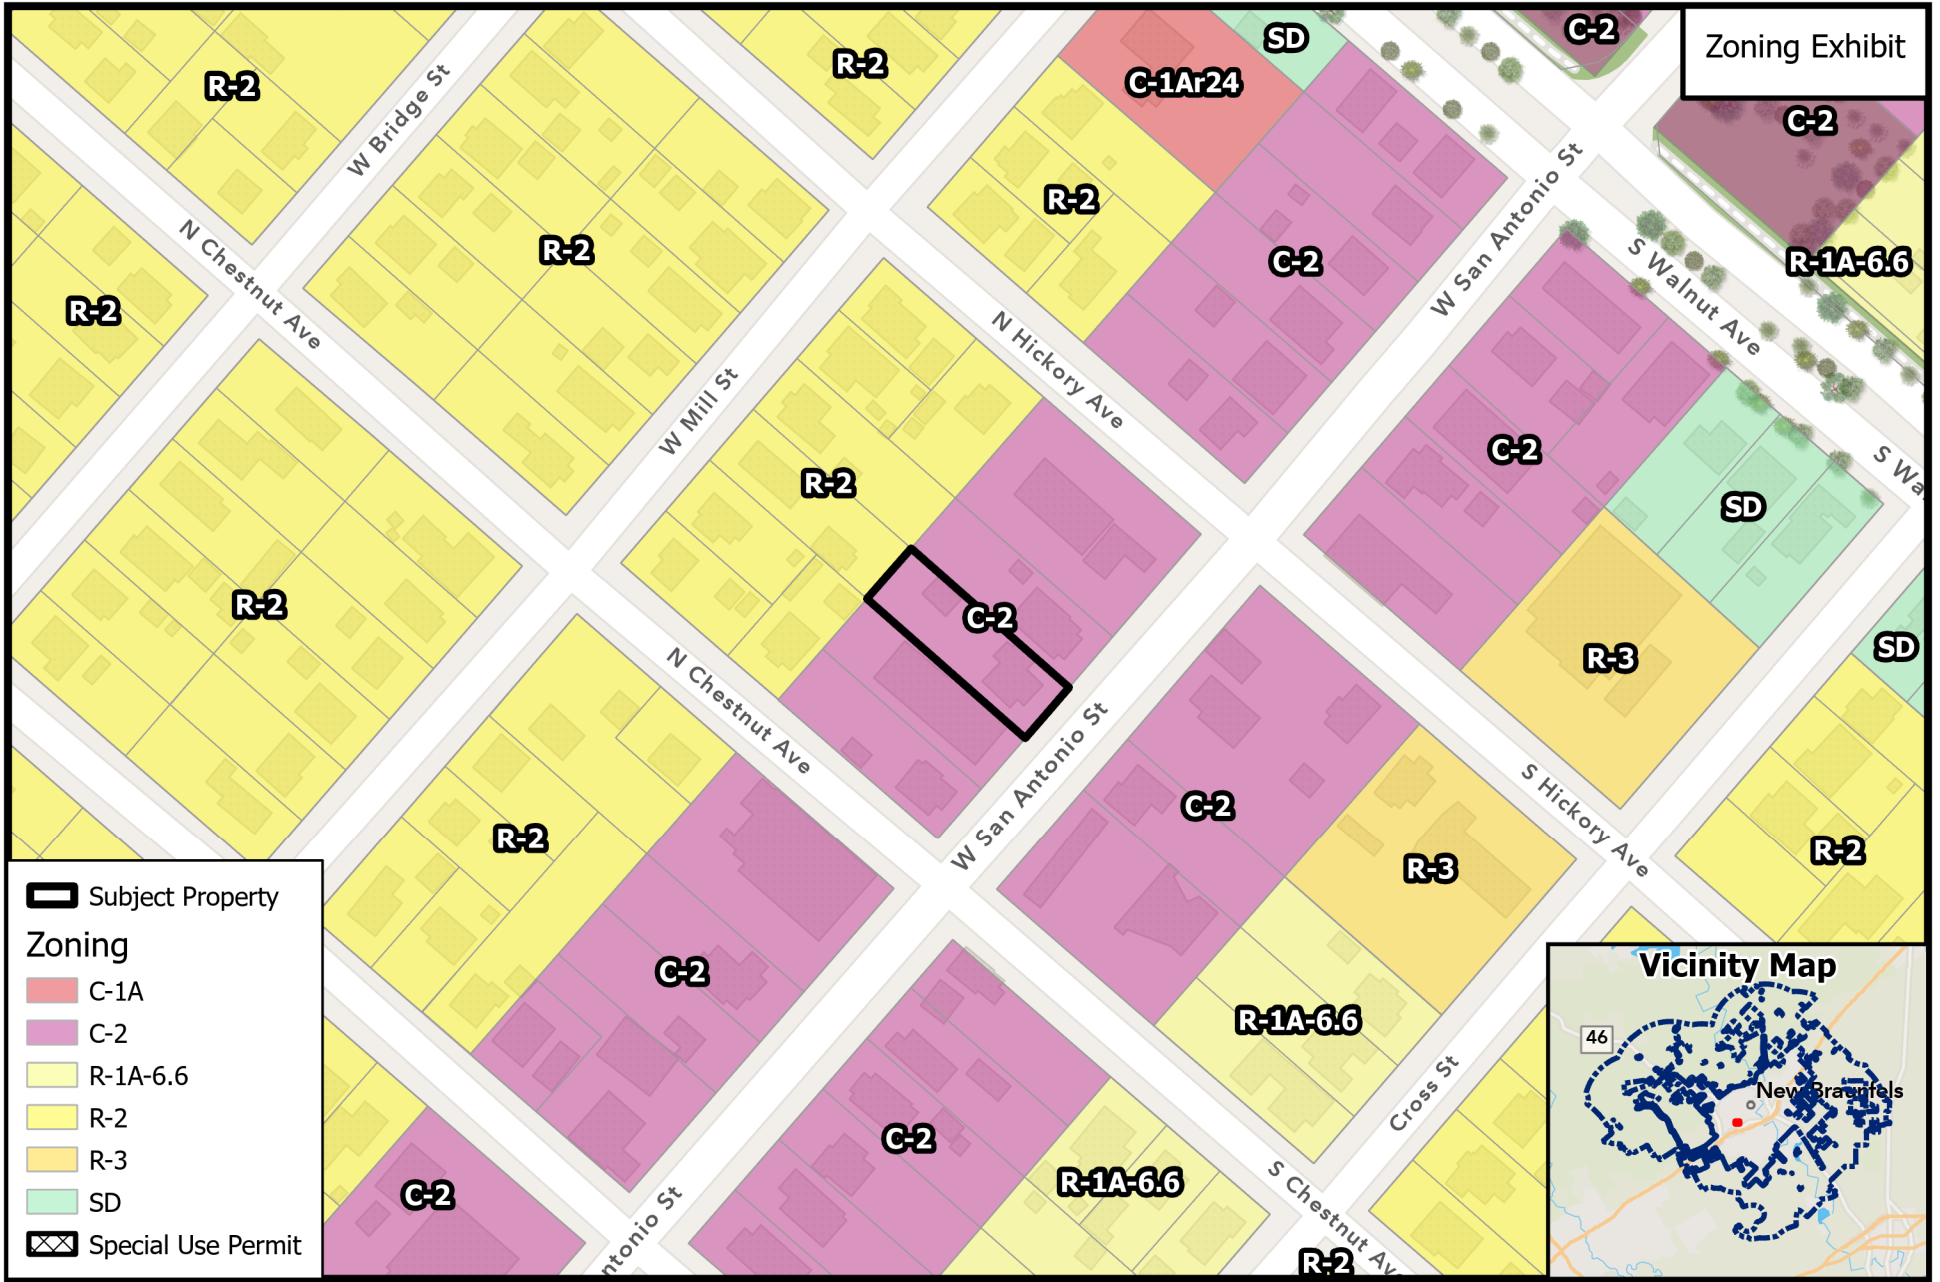 Zoning Exhibit
C-2
SD
R-2
C-1Ar24
R-2
C-2
W Bridge St
W San Antonio St
R-2
R-2
C-2
R-1A-6.6
N Chestnut Ave
S Walnut Ave
R-2
N Hickory Ave
W Mill St
C-2
S Wa
R-2
SD
R-2
C-2
SD
R-3
N Chestnut Ave
W San Antonio St
C-2
S Hickory Ave
R-2
R-2
R-3
C-2
R-1A-6.6
Cross St
C-2
R-1A-6.6
S Chestnut Av
C-2
ntonio St
R-2
Subject Property
Zoning
C-1A
C-2
R-1A-6.6
R-2
R-3
SD
Special Use Permit
Vicinity Map
46
New Braunfels